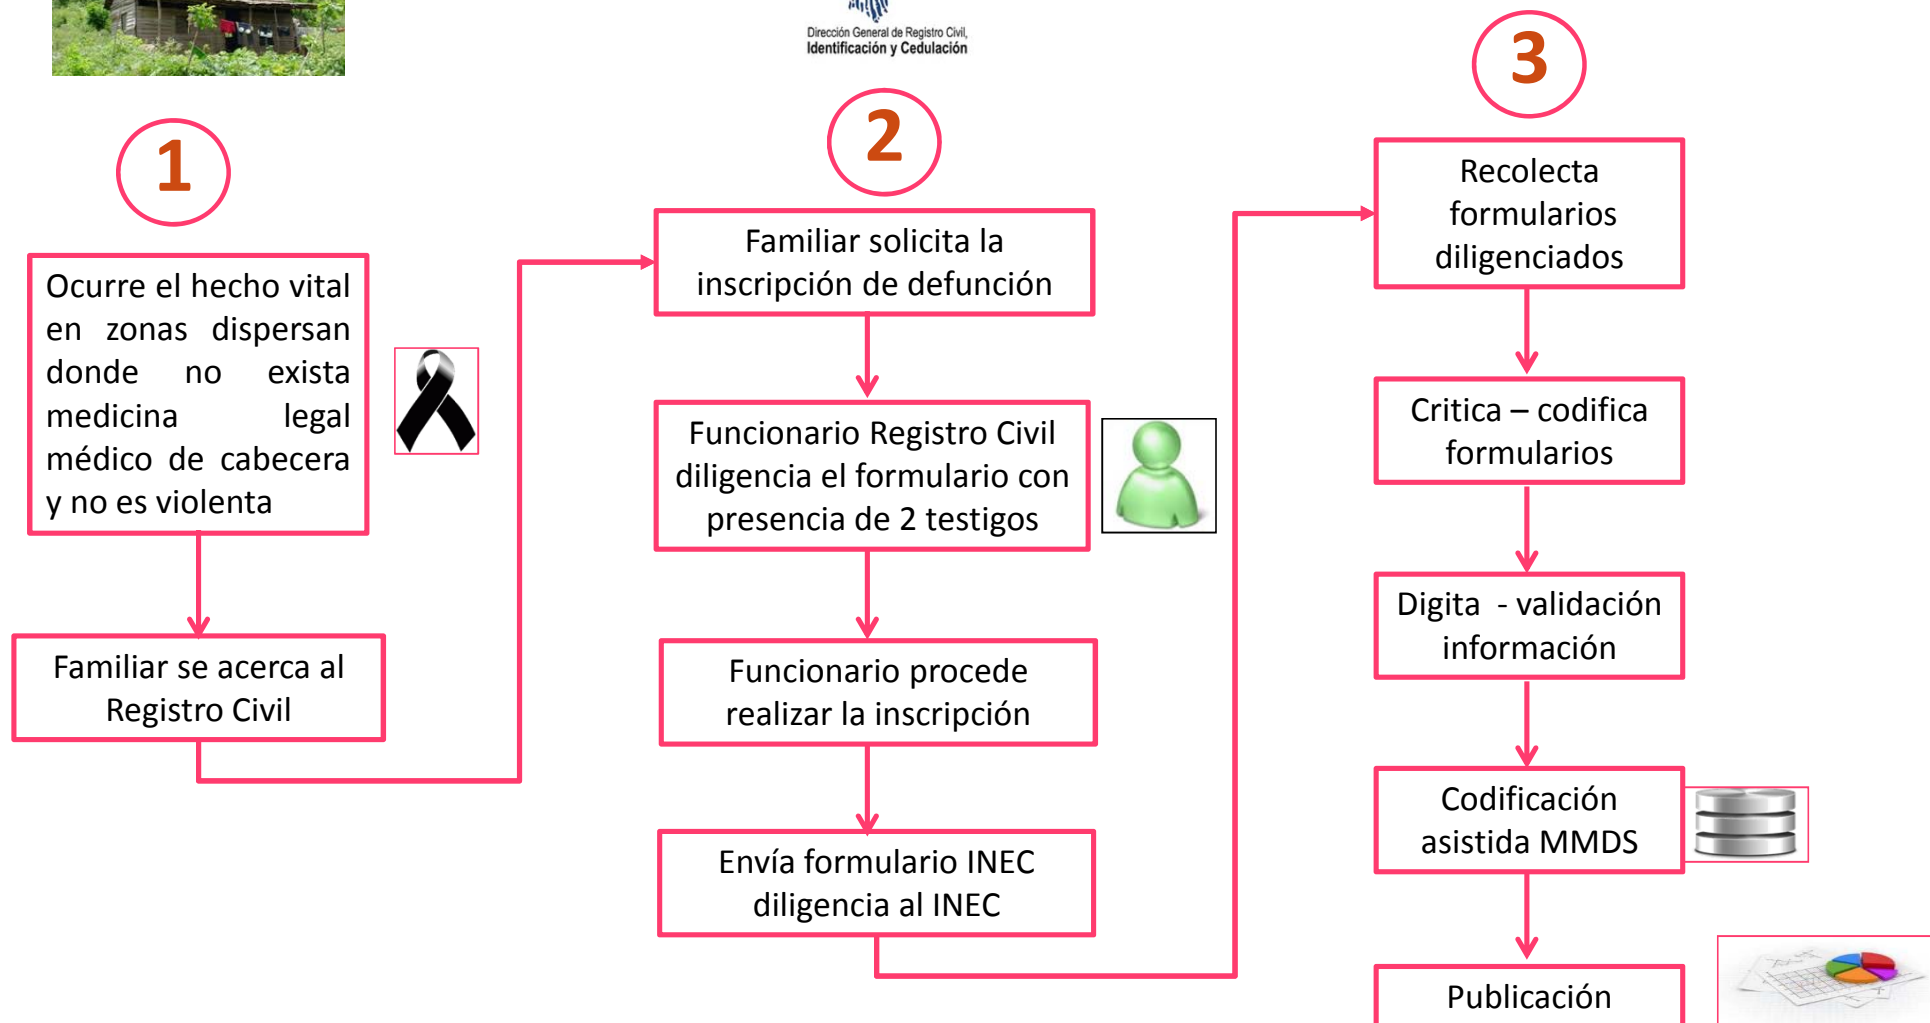 Dirección General de Registro Civil,
Identificación y Cedulación
1
Ocurre el hecho vital
en zonas dispersan
donde no exista
medicina legal
médico de cabecera
y no es violenta
Familiar se acerca al
Registro Civil
2
Familiar solicita la
inscripción de defunción
Funcionario Registro Civil
diligencia el formulario con
presencia de 2 testigos
Funcionario procede
realizar la inscripción
Envía formulario INEC
diligencia al INEC
3
Recolecta
formularios
diligenciados
Critica – codifica
formularios
Digita - validación
información
Codificación
asistida MMDS
Publicación